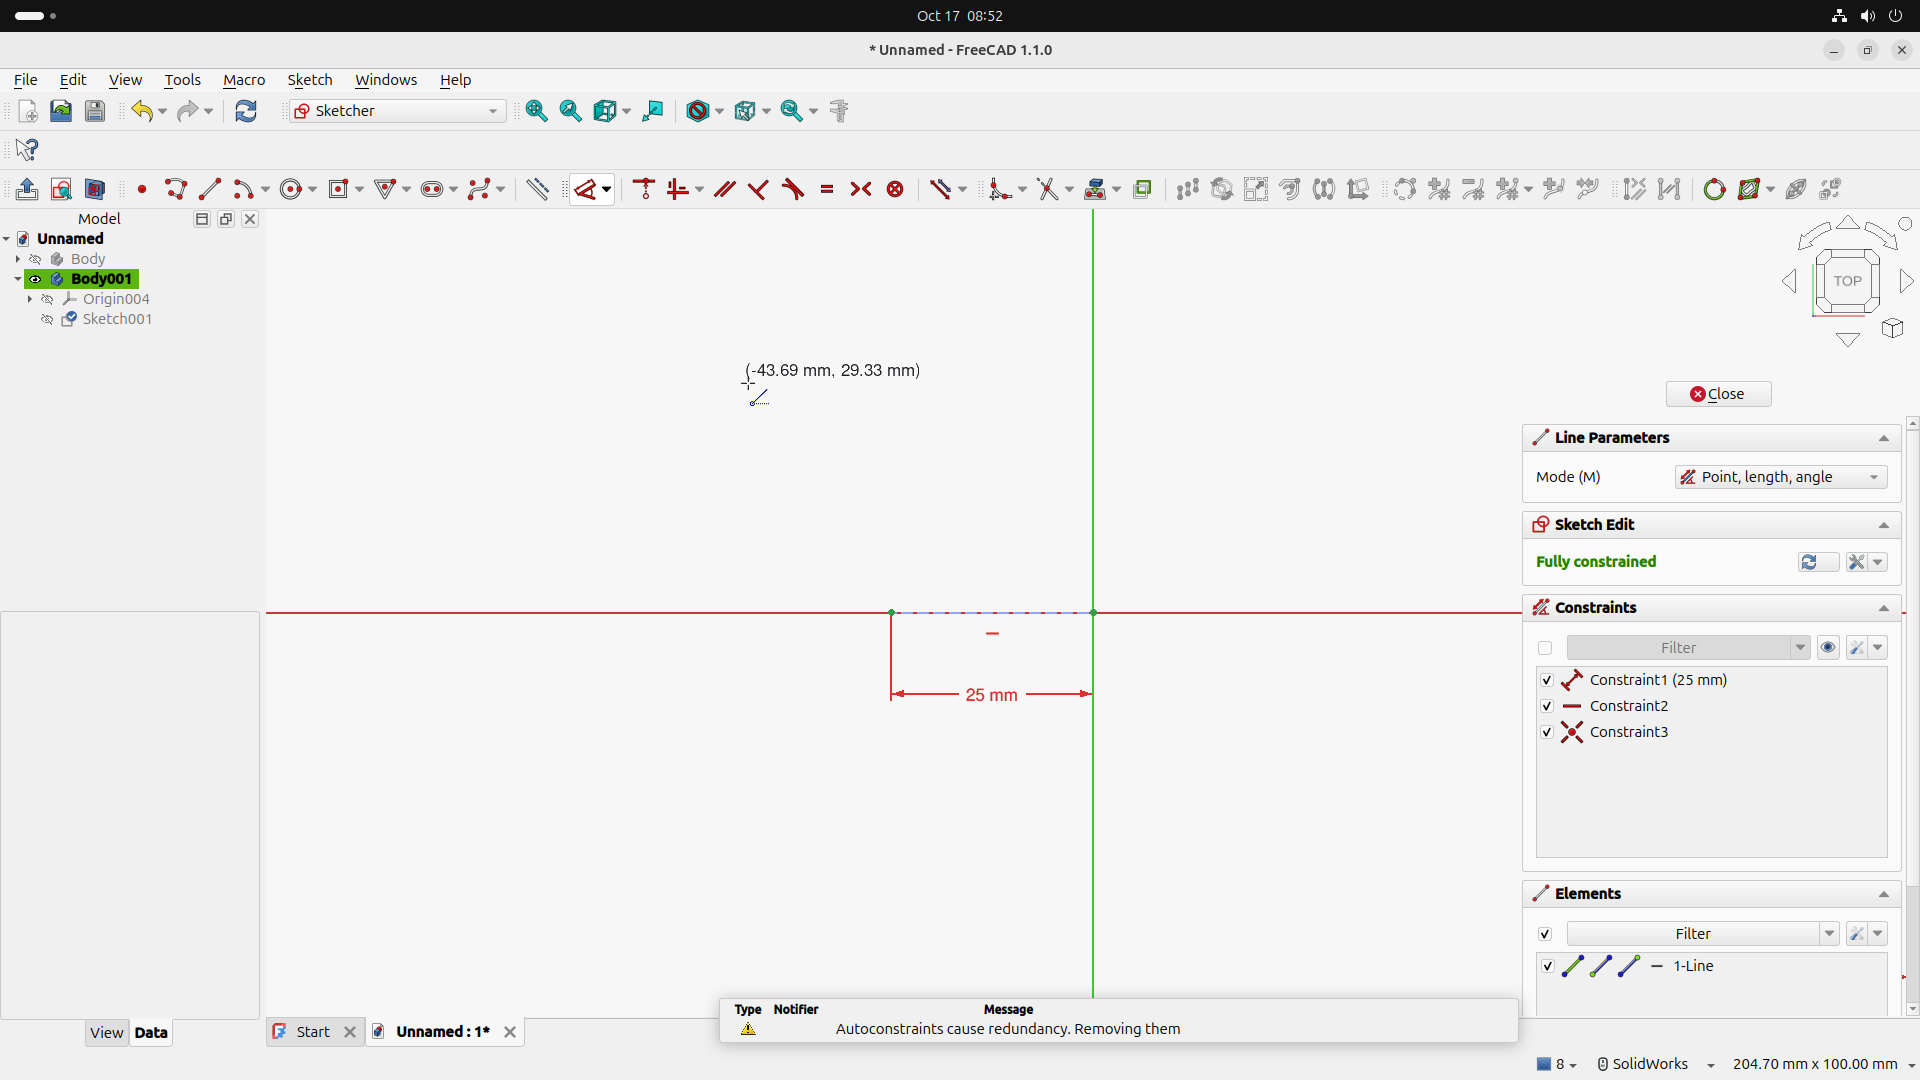 Oct 17 08:52
* Unnamed - FreeCAD 1.1.0
File Edit View Tools Macro Sketch Windows Help
Sketcher
Model
Unnamed
Body
Body001
Origin004
Sketch001
(-43.69 mm, 29.33 mm)
TOP
Close
Line Parameters
Mode (M) Point, length, angle
Sketch Edit
Fully constrained
Constraints
Filter
Constraint1 (25 mm)
Constraint2
Constraint3
25 mm
Elements
Filter
1-Line
Type Notifier Message
Autoconstraints cause redundancy. Removing them
View Data
Start
Unnamed : 1*
8 SolidWorks 204.70 mm x 100.00 mm